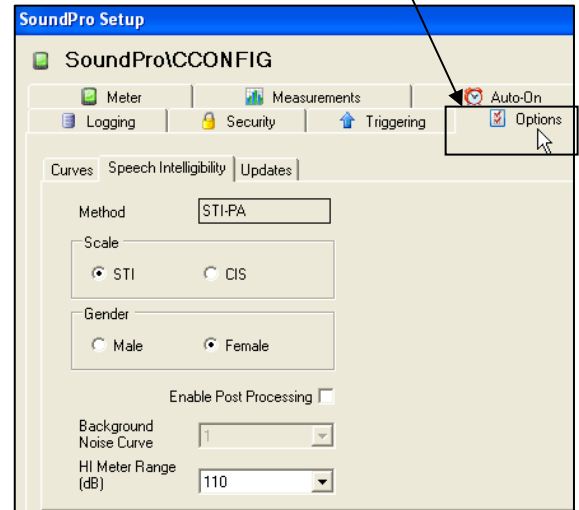 SoundPro Setup
SoundPro\CCONFIG
Meter Measurements Auto-On
Logging Security Triggering Options
Curves Speech Intelligibility Updates
Method STI-PA
Scale
STI CIS
Gender
Male Female
Enable Post Processing
Background
Noise Curve 1
HI Meter Range
(dB) 110